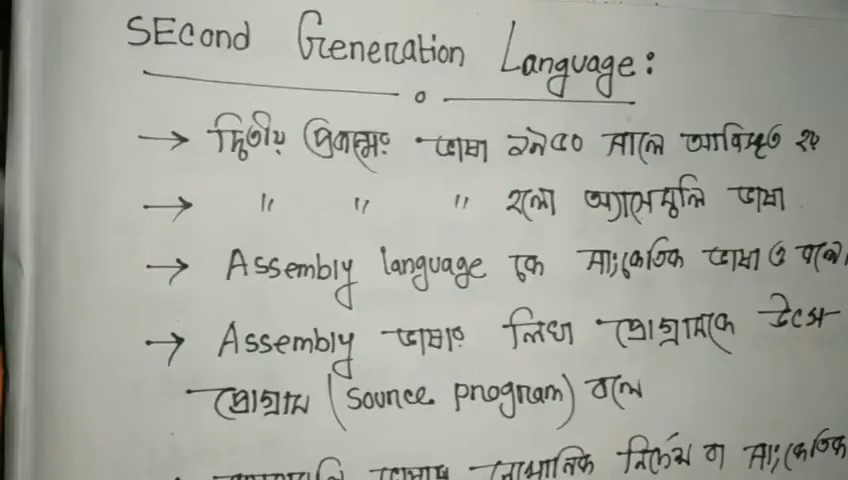 Second Generation Language:
→ দ্বিতীয় প্রজন্মের ভাষা ১৯৫০ সালে আবিষ্কৃত হয়
→ " " " হলো অ্যাসেম্বলি ভাষা
→ Assembly language কে সাংকেতিক ভাষা ও বলে।
→ Assembly ভাষায় লিখা প্রোগ্রামকে উৎস
প্রোগ্রাম (Source program) বলে
ভাষায় নির্দেশ বা সাংকেতিক